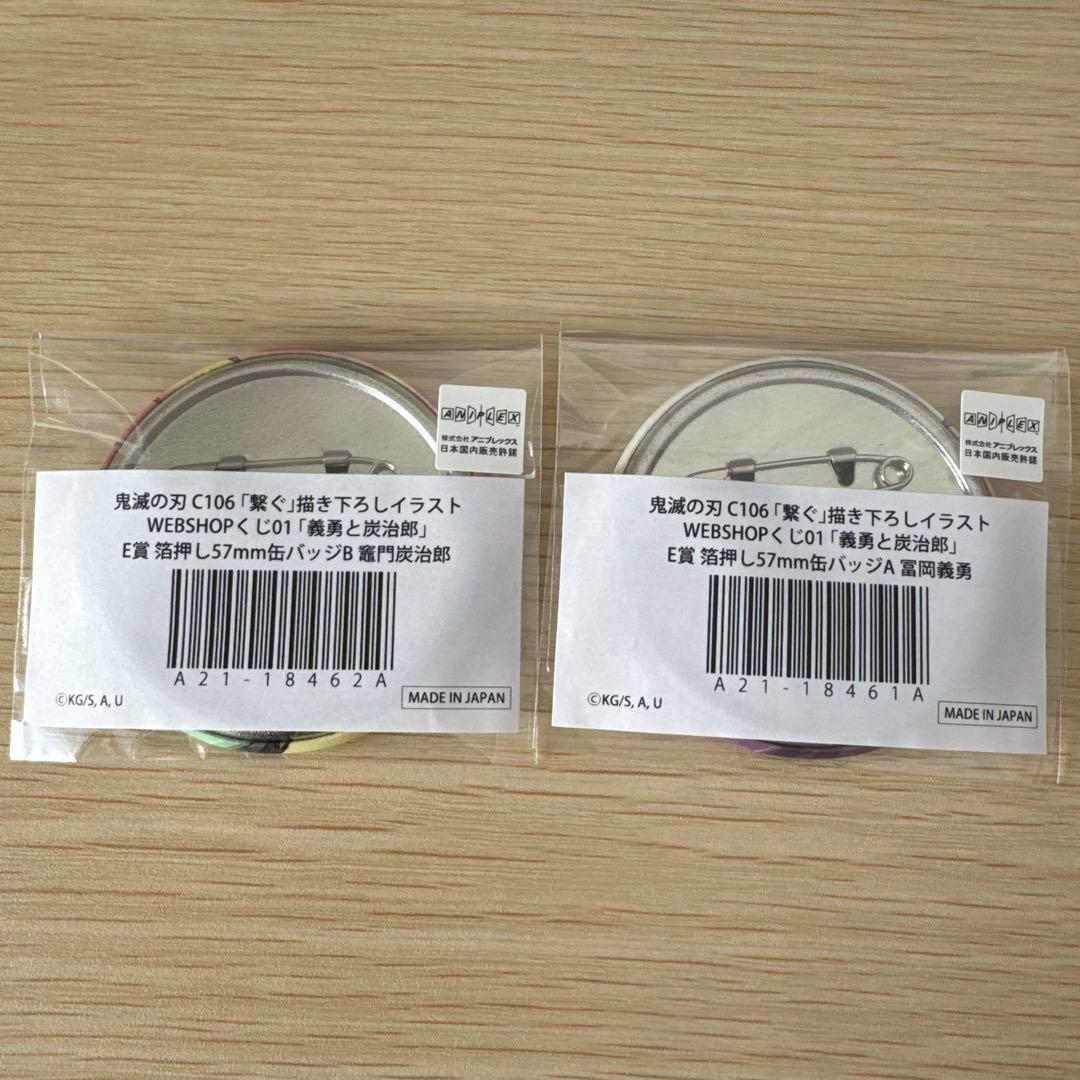 ANIPLEX
株式会社 アニプレックス
日本国内販売許諾
鬼滅の刃 C106 「繋ぐ」描き下ろしイラスト
WEBSHOPくじ01 「義勇と炭治郎」
E賞 箔押し57mm缶バッジB 竈門炭治郎
A21-18462A
©KG/S, A, U
MADE IN JAPAN
ANIPLEX
株式会社 アニプレックス
日本国内販売許諾
鬼滅の刃 C106 「繋ぐ」描き下ろしイラスト
WEBSHOPくじ01 「義勇と炭治郎」
E賞 箔押し57mm缶バッジA 冨岡義勇
A21-18461A
©KG/S, A, U
MADE IN JAPAN